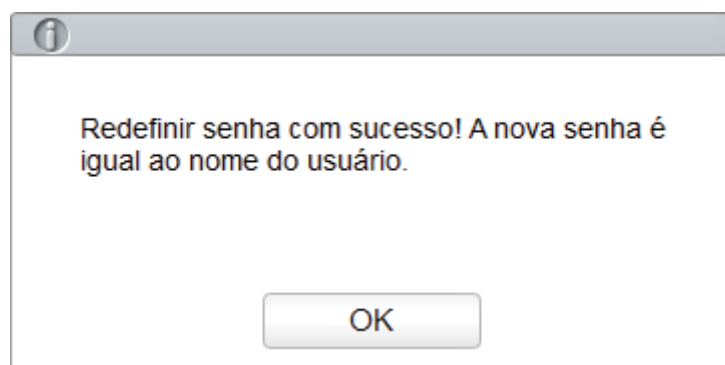 Redefinir senha com sucesso! A nova senha é
igual ao nome do usuário.
OK